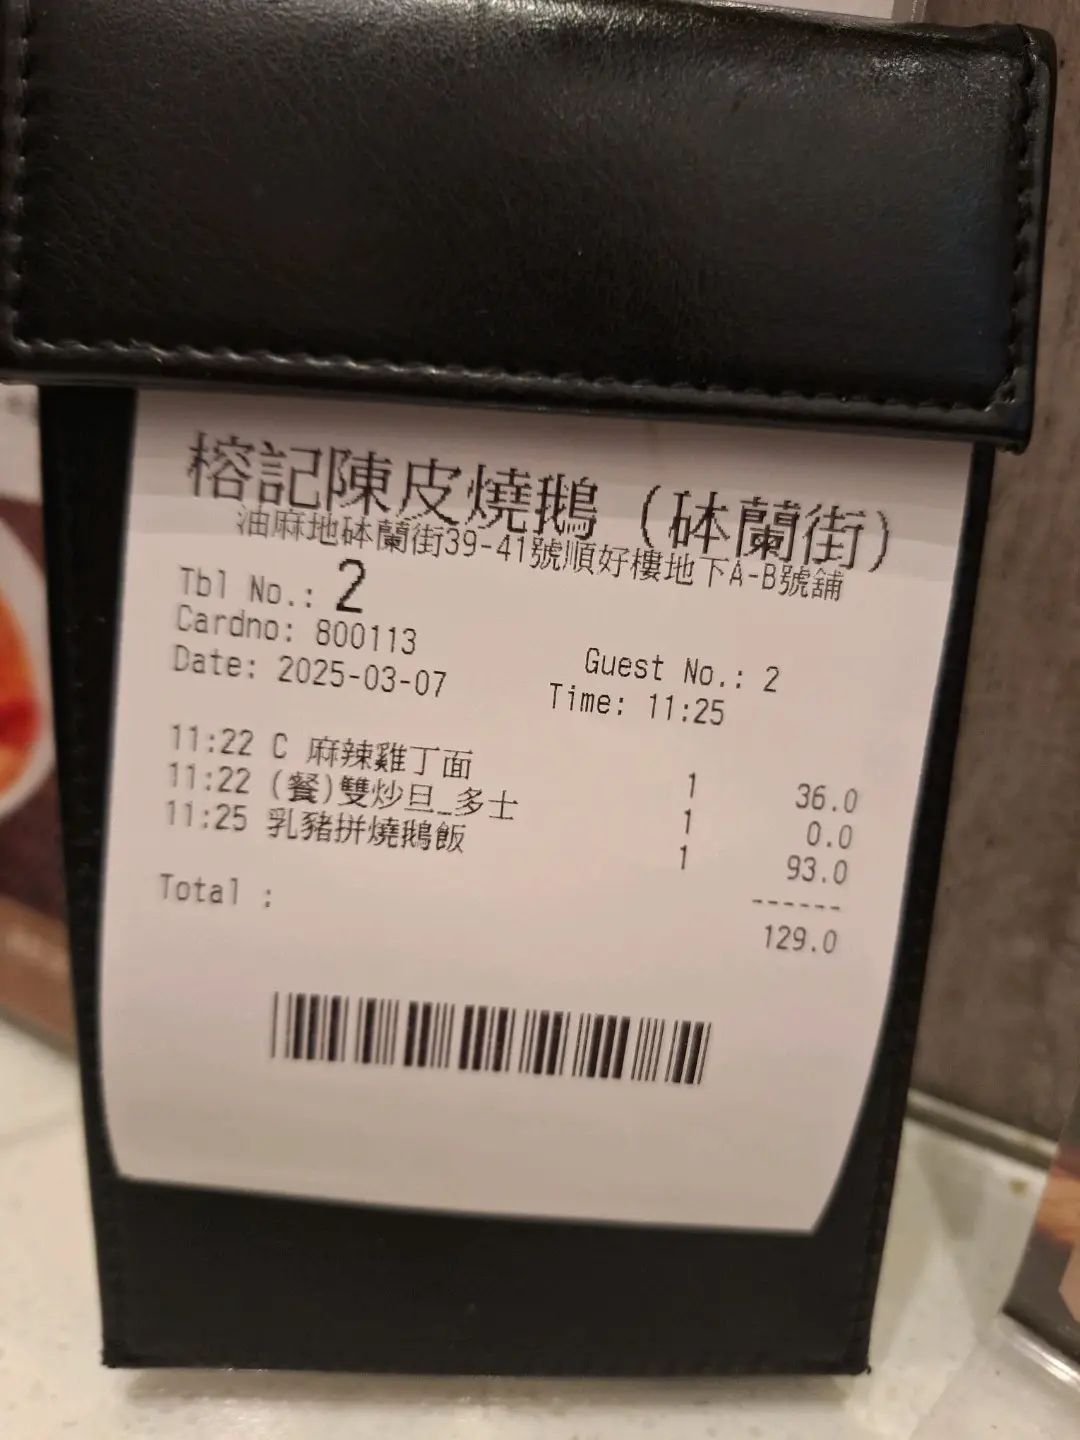 榕記陳皮燒鵝 (砵蘭街)
油麻地砵蘭街39-41號順好樓地下A-B號舖
Tbl No.: 2
Cardno: 800113 Guest No.: 2
Date: 2025-03-07 Time: 11:25
11:22 C 麻辣雞丁面 1 36.0
11:22 (餐)雙炒旦_多士 1 0.0
11:25 乳豬拼燒鵝飯 1 93.0
------
Total : 129.0